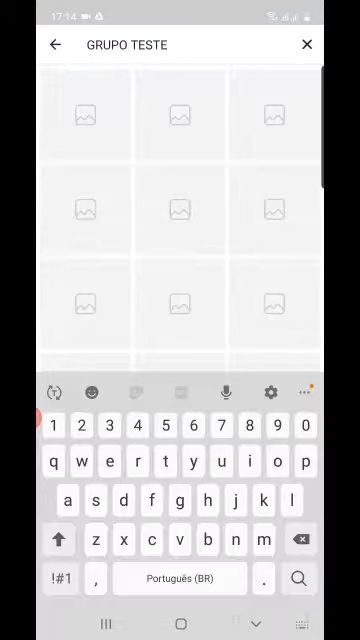 17:14
GRUPO TESTE
1 2 3 4 5 6 7 8 9 0
q w e r t y u i o p
a s d f g h j k l
z x c v b n m
!#1 , Português (BR) .